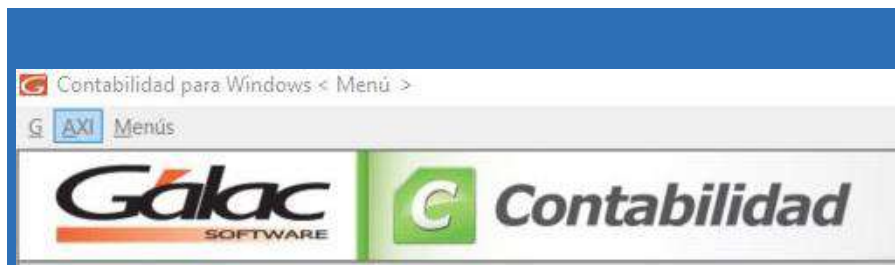 Contabilidad para Windows < Menú >
G AXI Menús
Gálac C Contabilidad
SOFTWARE